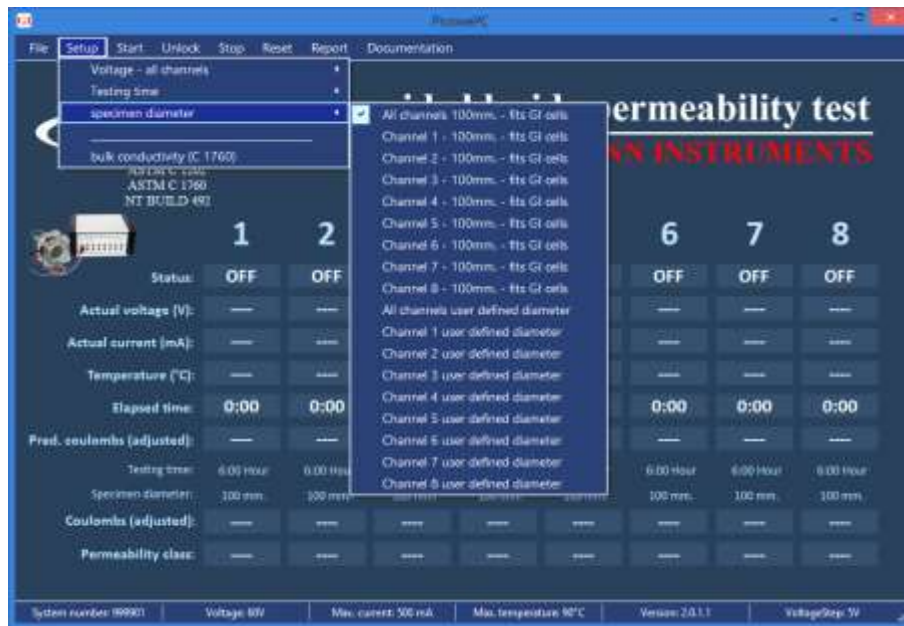 File Setup Start Unlock Stop Reset Report Documentation
Voltage - all channels
Testing time
specimen diameter
bulk conductivity (C 1760)
All channels 100mm. - fits GI cells
Channel 1 - 100mm. - fits GI cells
Channel 2 - 100mm. - fits GI cells
Channel 3 - 100mm. - fits GI cells
Channel 4 - 100mm. - fits GI cells
Channel 5 - 100mm. - fits GI cells
Channel 6 - 100mm. - fits GI cells
Channel 7 - 100mm. - fits GI cells
Channel 8 - 100mm. - fits GI cells
All channels user defined diameter
Channel 1 user defined diameter
Channel 2 user defined diameter
Channel 3 user defined diameter
Channel 4 user defined diameter
Channel 5 user defined diameter
Channel 6 user defined diameter
Channel 7 user defined diameter
Channel 8 user defined diameter
permeability test
INSTRUMENTS
ASTM C 1760
NT BUILD 492
1 2 6 7 8
Status: OFF OFF OFF OFF OFF
Actual voltage (V): ---- ---- ---- ---- ----
Actual current (mA): ---- ---- ---- ---- ----
Temperature (°C): ---- ---- ---- ---- ----
Elapsed time: 0:00 0:00 0:00 0:00 0:00
Pred. coulombs (adjusted): ---- ---- ---- ---- ----
Testing time: 6:00 Hour 6:00 Hour 6:00 Hour 6:00 Hour 6:00 Hour
Specimen diameter: 100 mm. 100 mm. 100 mm. 100 mm. 100 mm. 100 mm. 100 mm. 100 mm.
Coulombs (adjusted): ---- ---- ---- ---- ---- ---- ---- ----
Permeability class: ---- ---- ---- ---- ---- ---- ---- ----
System number: 999901 Voltage: 60V Max. current: 500 mA Max. temperature: 90°C Version: 2.0.1.1 VoltageStep: 5V